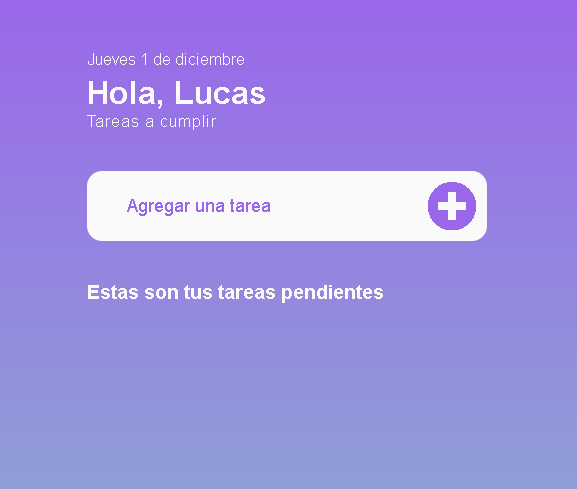 Jueves 1 de diciembre
Hola, Lucas
Tareas a cumplir
Agregar una tarea
Estas son tus tareas pendientes